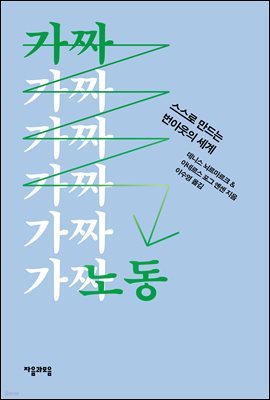 가짜
가짜
가짜
가짜
가짜
가짜노동
스스로 만드는
번아웃의 세계
데니스 뇌르마르크 &
아네르스 포그 옌센 지음
이수영 옮김
자음과모음